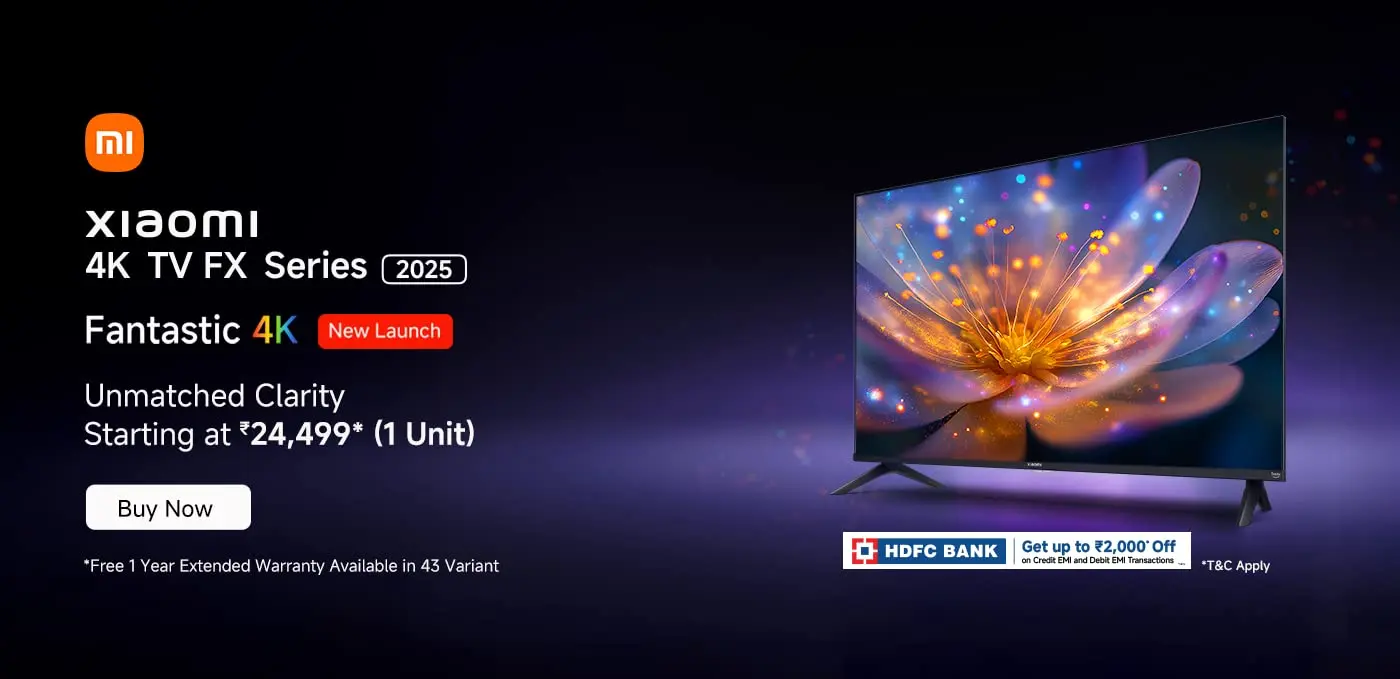 mi
xiaomi
4K TV FX Series 2025
Fantastic 4K New Launch
Unmatched Clarity
Starting at ₹24,499* (1 Unit)
Buy Now
*Free 1 Year Extended Warranty Available in 43 Variant
xiaomi
HDFC BANK
Get up to ₹2,000* Off
on Credit EMI and Debit EMI Transactions
*T&C Apply